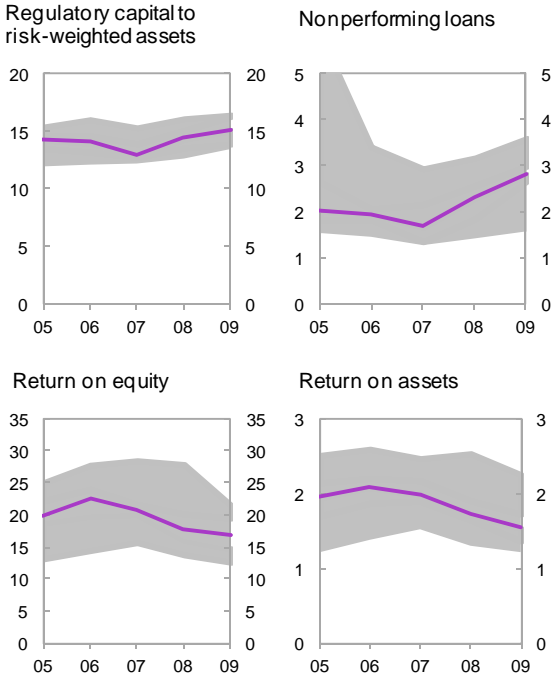 Regulatory capital to
risk-weighted assets
20 20
15 15
10 10
5 5
0 0
05 06 07 08 09
Nonperforming loans
5 5
4 4
3 3
2 2
1 1
0 0
05 06 07 08 09
Return on equity
35 35
30 30
25 25
20 20
15 15
10 10
5 5
0 0
05 06 07 08 09
Return on assets
3 3
2 2
1 1
0 0
05 06 07 08 09